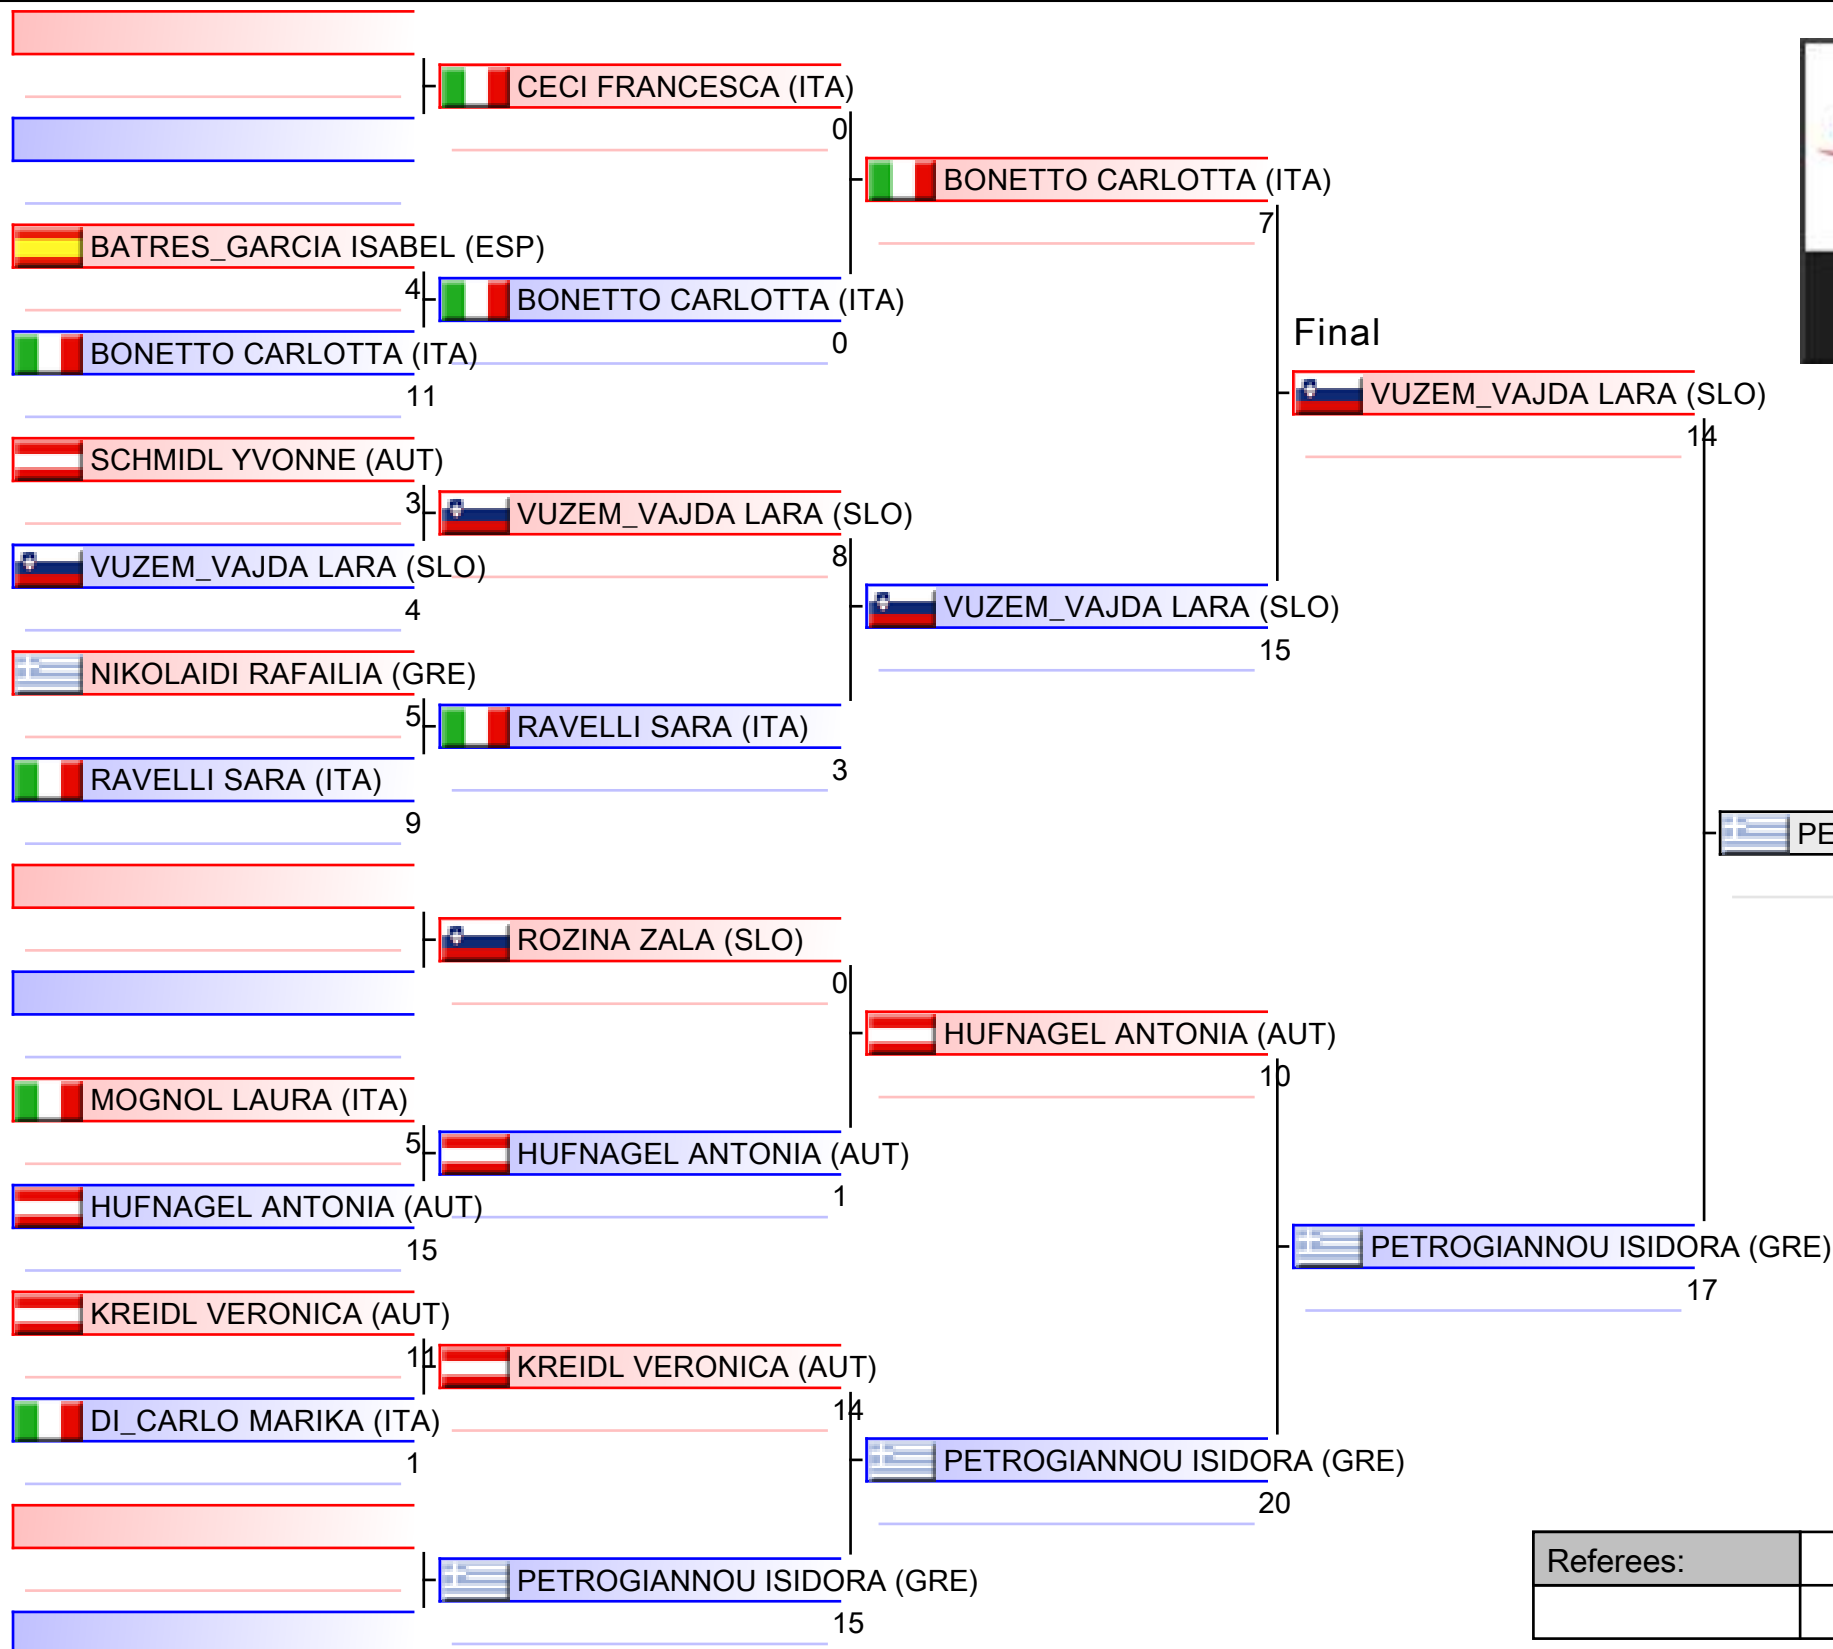 CECI FRANCESCA (ITA)
0
BONETTO CARLOTTA (ITA)
7
BATRES_GARCIA ISABEL (ESP)
4
BONETTO CARLOTTA (ITA)
0
BONETTO CARLOTTA (ITA)
11
Final
VUZEM_VAJDA LARA (SLO)
14
SCHMIDL YVONNE (AUT)
3
VUZEM_VAJDA LARA (SLO)
8
VUZEM_VAJDA LARA (SLO)
4
VUZEM_VAJDA LARA (SLO)
15
NIKOLAIDI RAFAILIA (GRE)
5
RAVELLI SARA (ITA)
3
RAVELLI SARA (ITA)
9
PE
ROZINA ZALA (SLO)
0
HUFNAGEL ANTONIA (AUT)
10
MOGNOL LAURA (ITA)
5
HUFNAGEL ANTONIA (AUT)
1
HUFNAGEL ANTONIA (AUT)
15
PETROGIANNOU ISIDORA (GRE)
17
KREIDL VERONICA (AUT)
11
KREIDL VERONICA (AUT)
14
DI_CARLO MARIKA (ITA)
1
PETROGIANNOU ISIDORA (GRE)
20
PETROGIANNOU ISIDORA (GRE)
15
Referees: